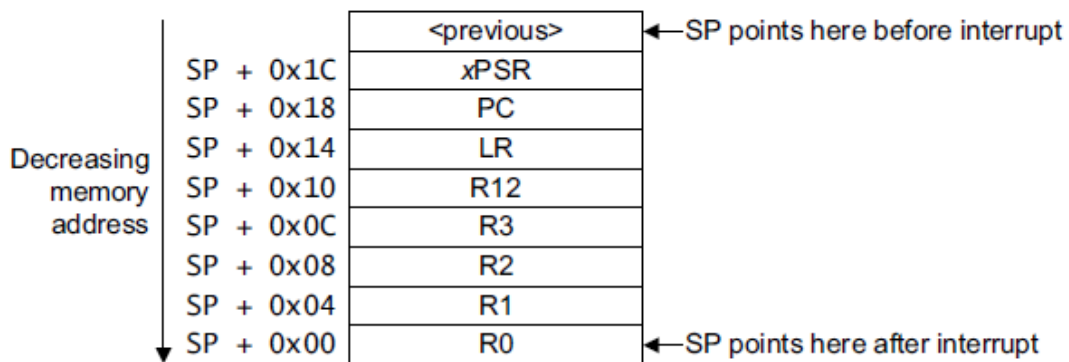 <previous> SP points here before interrupt
SP + 0x1C xPSR
SP + 0x18 PC
SP + 0x14 LR
Decreasing
memory
address
SP + 0x10 R12
SP + 0x0C R3
SP + 0x08 R2
SP + 0x04 R1
SP + 0x00 R0 SP points here after interrupt